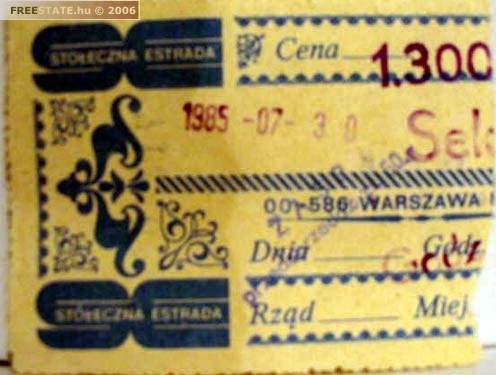 FREESTATE.hu © 2006
STOŁECZNA ESTRADA
Cena
1.300
1985 -07- 30
00-586 WARSZAWA
Dnia Godz
STOŁECZNA ESTRADA
Rząd Miej